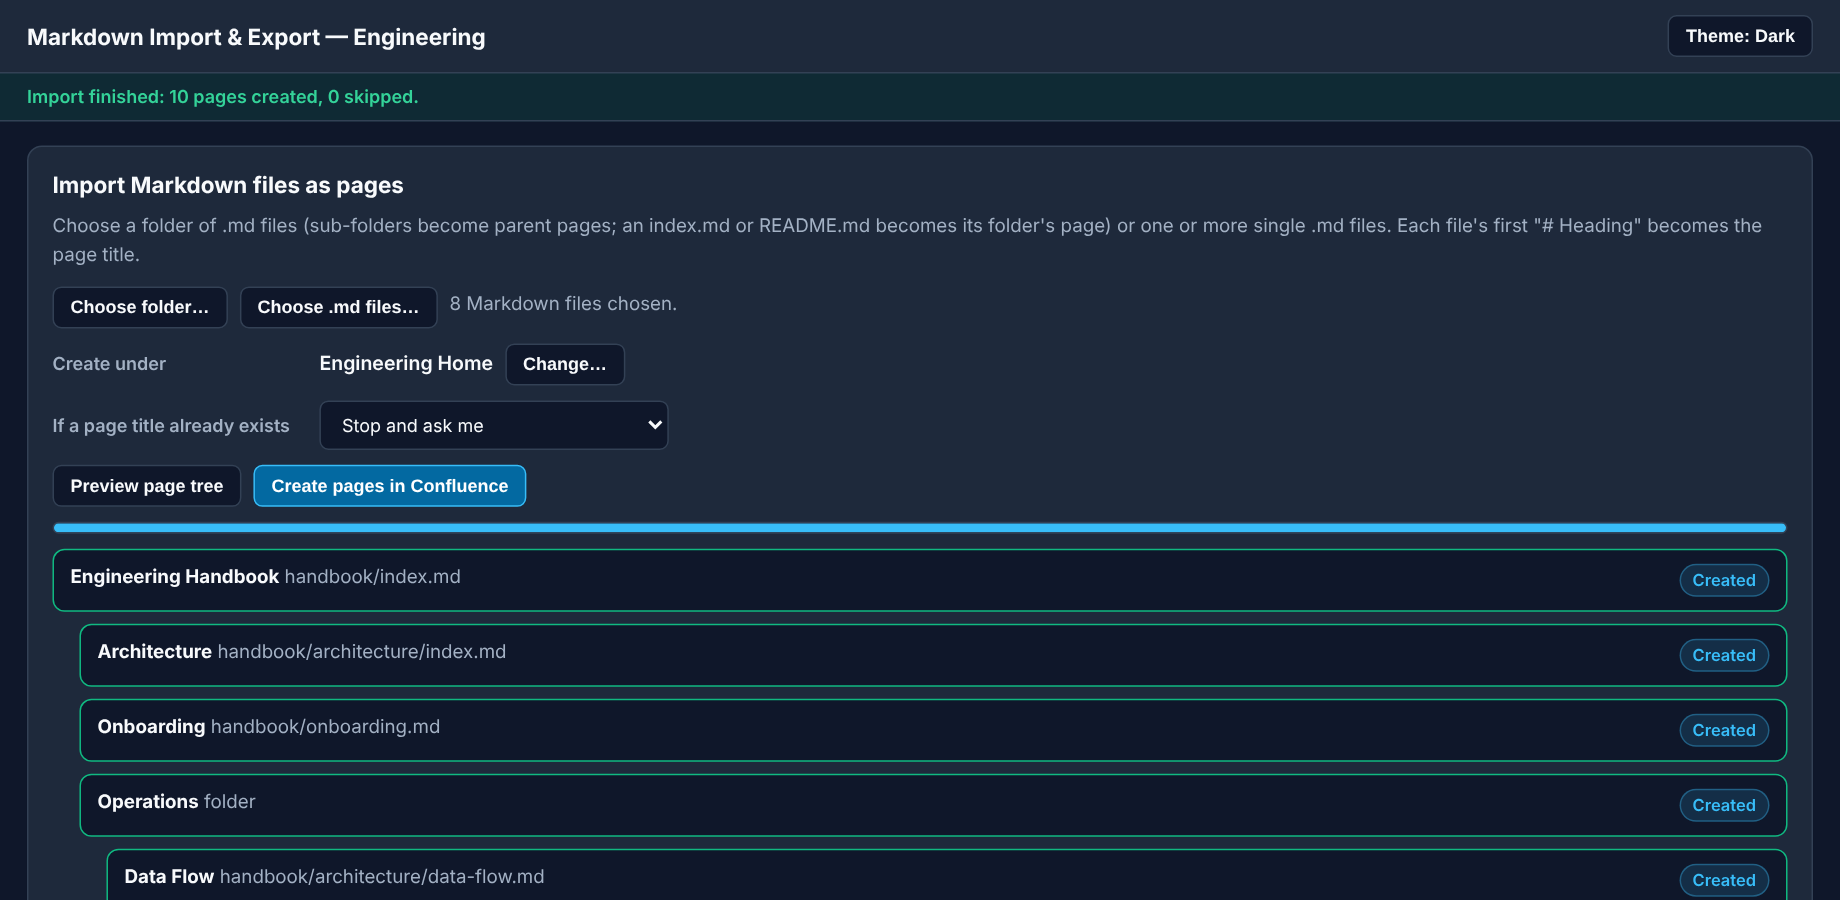 Markdown Import & Export — Engineering
Theme: Dark
Import finished: 10 pages created, 0 skipped.
Import Markdown files as pages
Choose a folder of .md files (sub-folders become parent pages; an index.md or README.md becomes its folder's page) or one or more single .md files. Each file's first "# Heading" becomes the
page title.
Choose folder...
Choose .md files...
8 Markdown files chosen.
Create under
Engineering Home
Change...
If a page title already exists
Stop and ask me
Preview page tree
Create pages in Confluence
Engineering Handbook handbook/index.md
Created
Architecture handbook/architecture/index.md
Created
Onboarding handbook/onboarding.md
Created
Operations folder
Created
Data Flow handbook/architecture/data-flow.md
Created